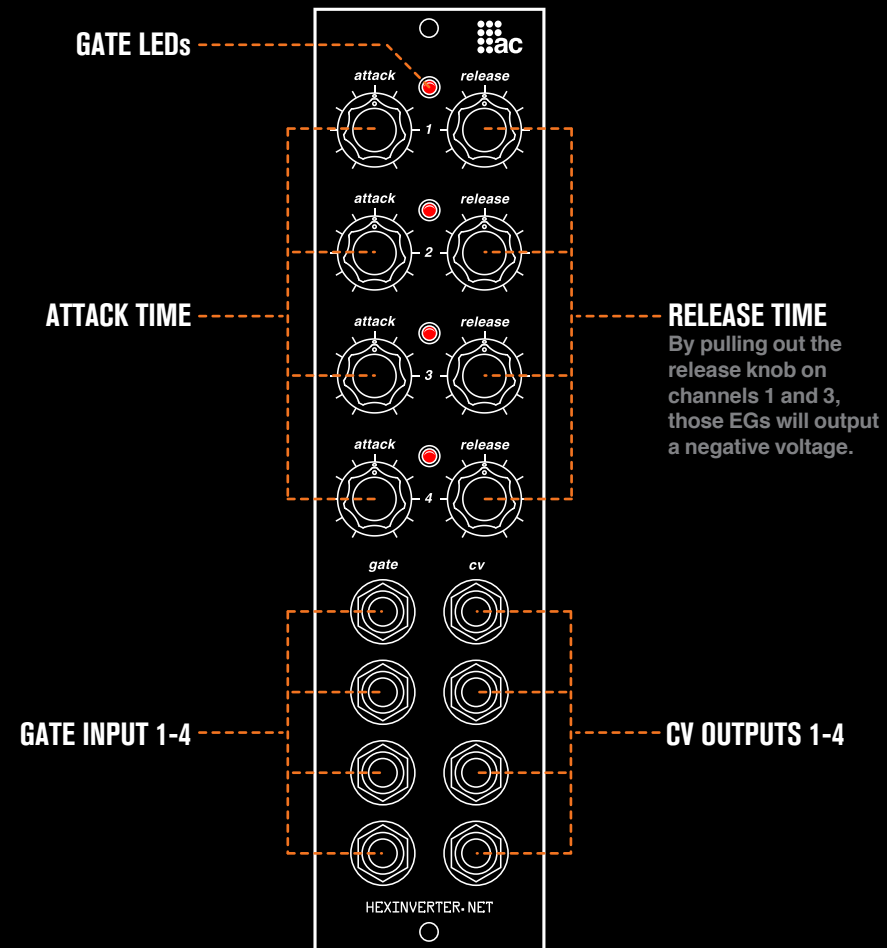 GATE LEDs
ac
attack release
1
attack release
2
ATTACK TIME
attack release
3
RELEASE TIME
By pulling out the
release knob on
channels 1 and 3,
those EGs will output
a negative voltage.
attack release
4
gate cv
GATE INPUT 1-4
CV OUTPUTS 1-4
HEXINVERTER.NET